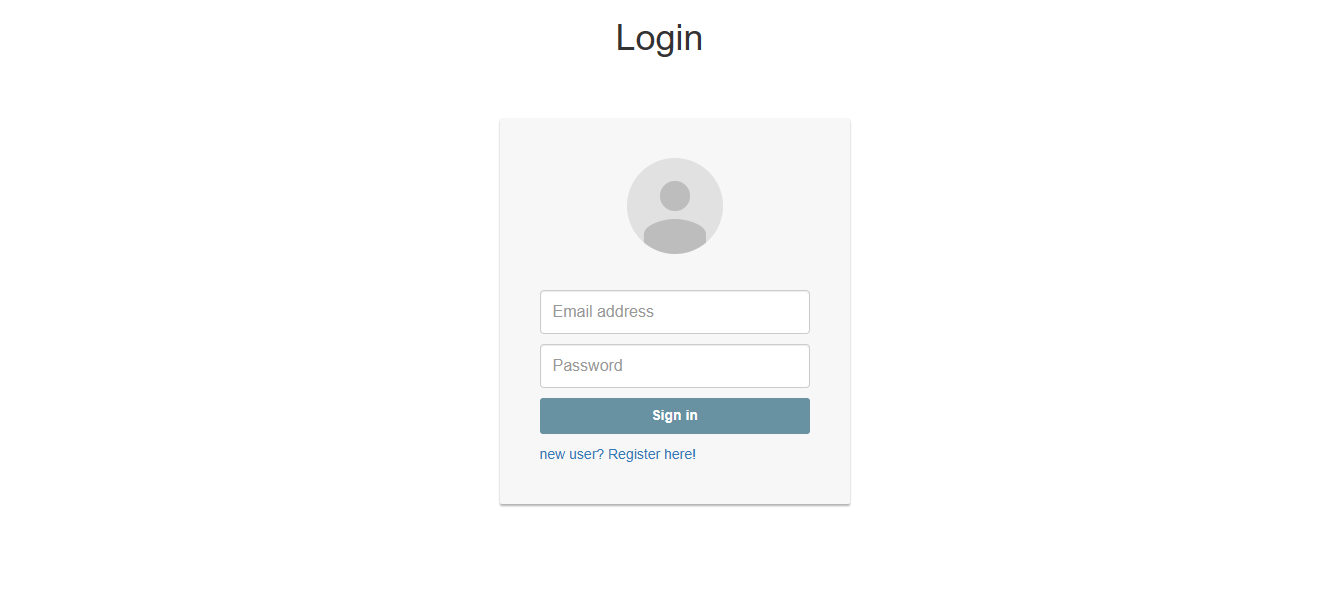 Login
Email address
Password
Sign in
new user? Register here!